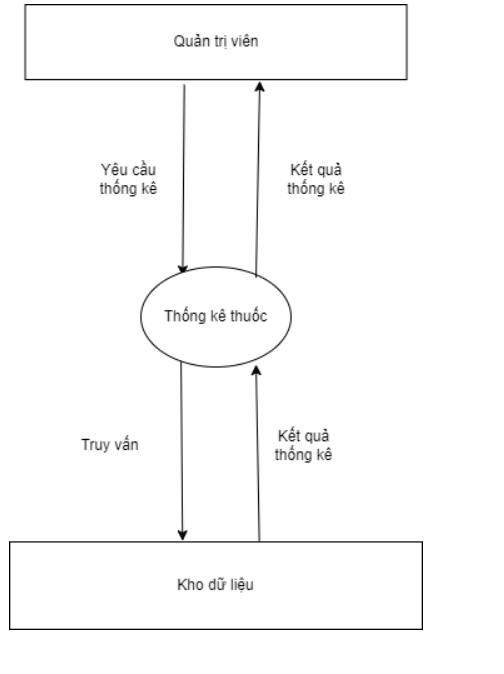 Quản trị viên
Yêu cầu
thống kê
Kết quả
thống kê
Thống kê thuốc
Truy vấn
Kết quả
thống kê
Kho dữ liệu